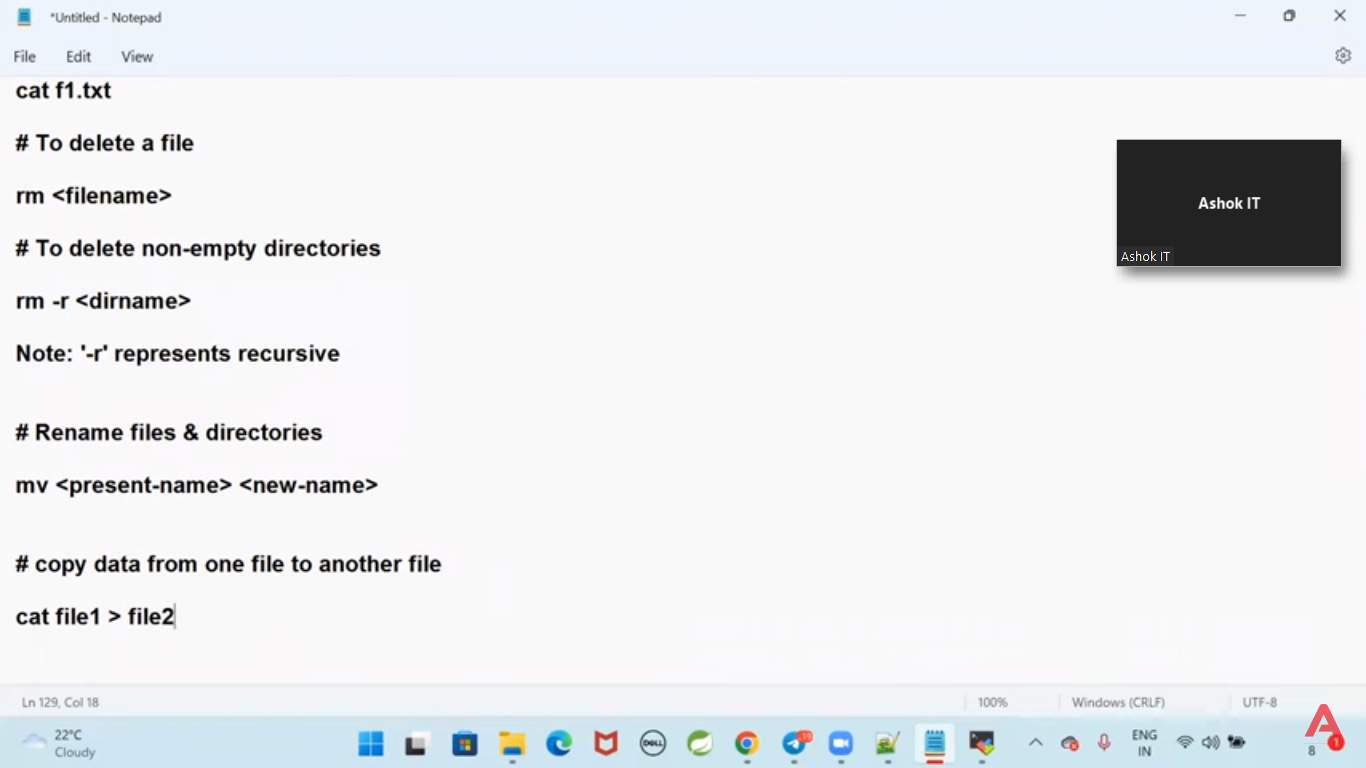 *Untitled - Notepad
File Edit View
cat f1.txt
# To delete a file
rm <filename>
# To delete non-empty directories
rm -r <dirname>
Note: '-r' represents recursive
# Rename files & directories
mv <present-name> <new-name>
# copy data from one file to another file
cat file1 > file2
Ashok IT
Ashok IT
Ln 129, Col 18
100%
Windows (CRLF)
UTF-8
22°C
Cloudy
DELL
ENG
IN
8
1